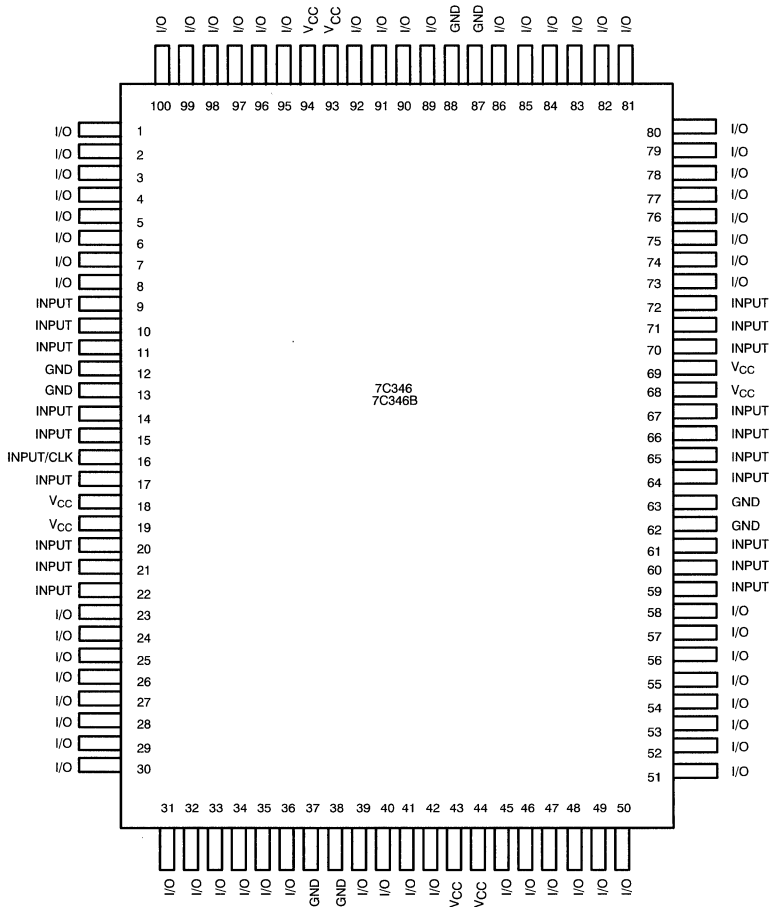 I/O I/O I/O I/O I/O I/O VCC VCC I/O I/O I/O I/O GND GND I/O I/O I/O I/O I/O I/O
100 99 98 97 96 95 94 93 92 91 90 89 88 87 86 85 84 83 82 81
I/O 1 80 I/O
I/O 2 79 I/O
I/O 3 78 I/O
I/O 4 77 I/O
I/O 5 76 I/O
I/O 6 75 I/O
I/O 7 74 I/O
I/O 8 73 I/O
INPUT 9 72 INPUT
INPUT 10 71 INPUT
INPUT 11 70 INPUT
GND 12 69 VCC
GND 13 7C346 68 VCC
7C346B
INPUT 14 67 INPUT
INPUT 15 66 INPUT
INPUT/CLK 16 65 INPUT
INPUT 17 64 INPUT
VCC 18 63 GND
VCC 19 62 GND
INPUT 20 61 INPUT
INPUT 21 60 INPUT
INPUT 22 59 INPUT
I/O 23 58 I/O
I/O 24 57 I/O
I/O 25 56 I/O
I/O 26 55 I/O
I/O 27 54 I/O
I/O 28 53 I/O
I/O 29 52 I/O
I/O 30 51 I/O
31 32 33 34 35 36 37 38 39 40 41 42 43 44 45 46 47 48 49 50
I/O I/O I/O I/O I/O I/O GND GND I/O I/O I/O I/O VCC VCC I/O I/O I/O I/O I/O I/O